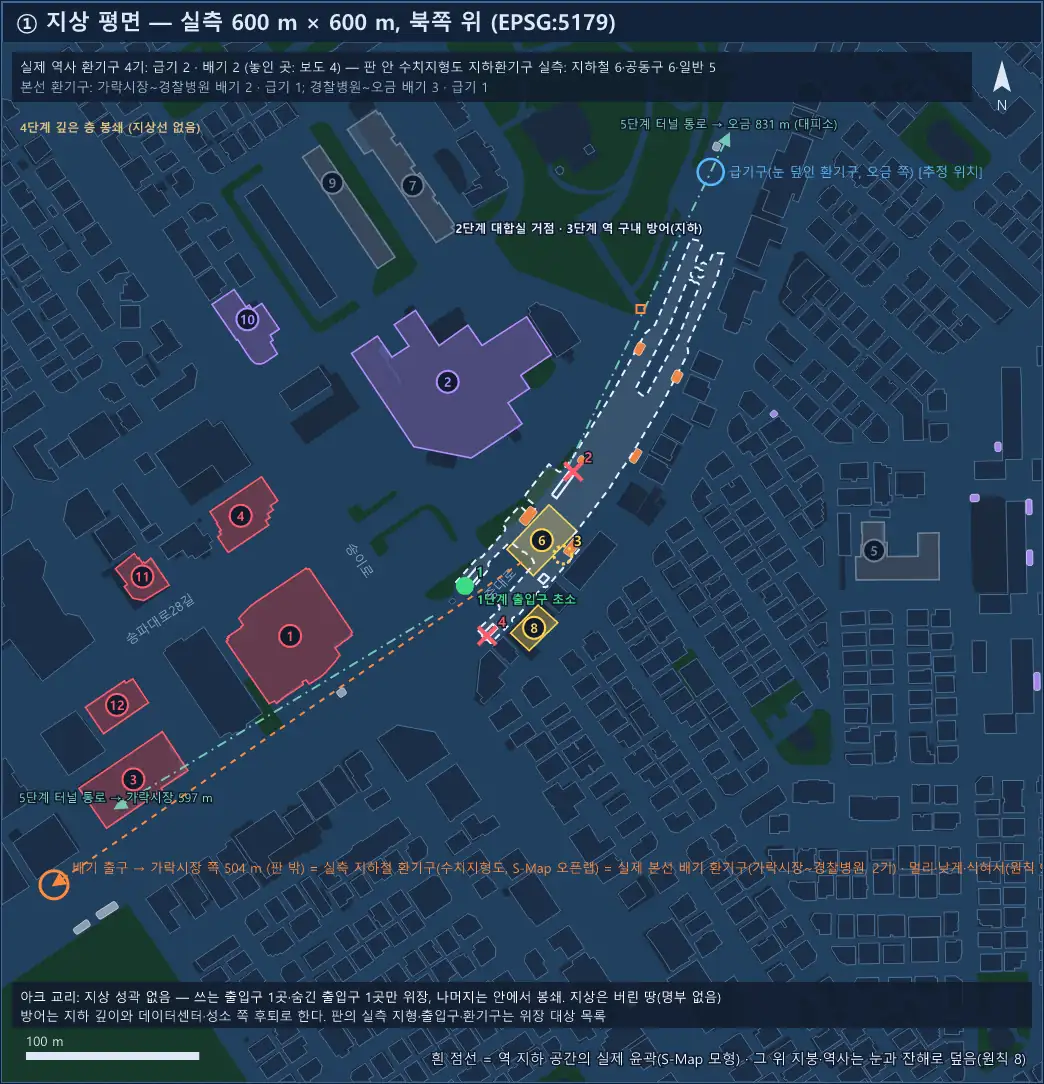 ① 지상 평면 — 실측 600 m × 600 m, 북쪽 위 (EPSG:5179)
실제 역사 환기구 4기: 급기 2 · 배기 2 (놓인 곳: 보도 4) — 판 안 수치지형도 지하환기구 실측: 지하철 6·공동구 6·일반 5
본선 환기구: 가락시장~경찰병원 배기 2 · 급기 1; 경찰병원~오금 배기 3 · 급기 1
N
4단계 깊은 층 봉쇄 (지상선 없음)
5단계 터널 통로 → 오금 831 m (대피소)
급기구(눈 덮인 환기구, 오금 쪽) [추정 위치]
9
7
2단계 대합실 거점 · 3단계 역 구내 방어(지하)
10
2
2
4
6
3
5
송이로
11
1
1단계 출입구 초소
송파대로28길
4
8
1
12
3
5단계 터널 통로 → 가락시장 597 m
배기 출구 → 가락시장 쪽 504 m (판 밖) = 실측 지하철 환기구(수치지형도, S-Map 오픈랩) = 실제 본선 배기 환기구(가락시장~경찰병원 2기) · 멀리·낮게·식혀서(원칙
아크 교리: 지상 성곽 없음 — 쓰는 출입구 1곳·숨긴 출입구 1곳만 위장, 나머지는 안에서 봉쇄. 지상은 버린 땅(명부 없음)
방어는 지하 깊이와 데이터센터·성소 쪽 후퇴로 한다. 판의 실측 지형·출입구·환기구는 위장 대상 목록
100 m
흰 점선 = 역 지하 공간의 실제 윤곽(S-Map 모형) · 그 위 지붕·역사는 눈과 잔해로 덮음(원칙 8)